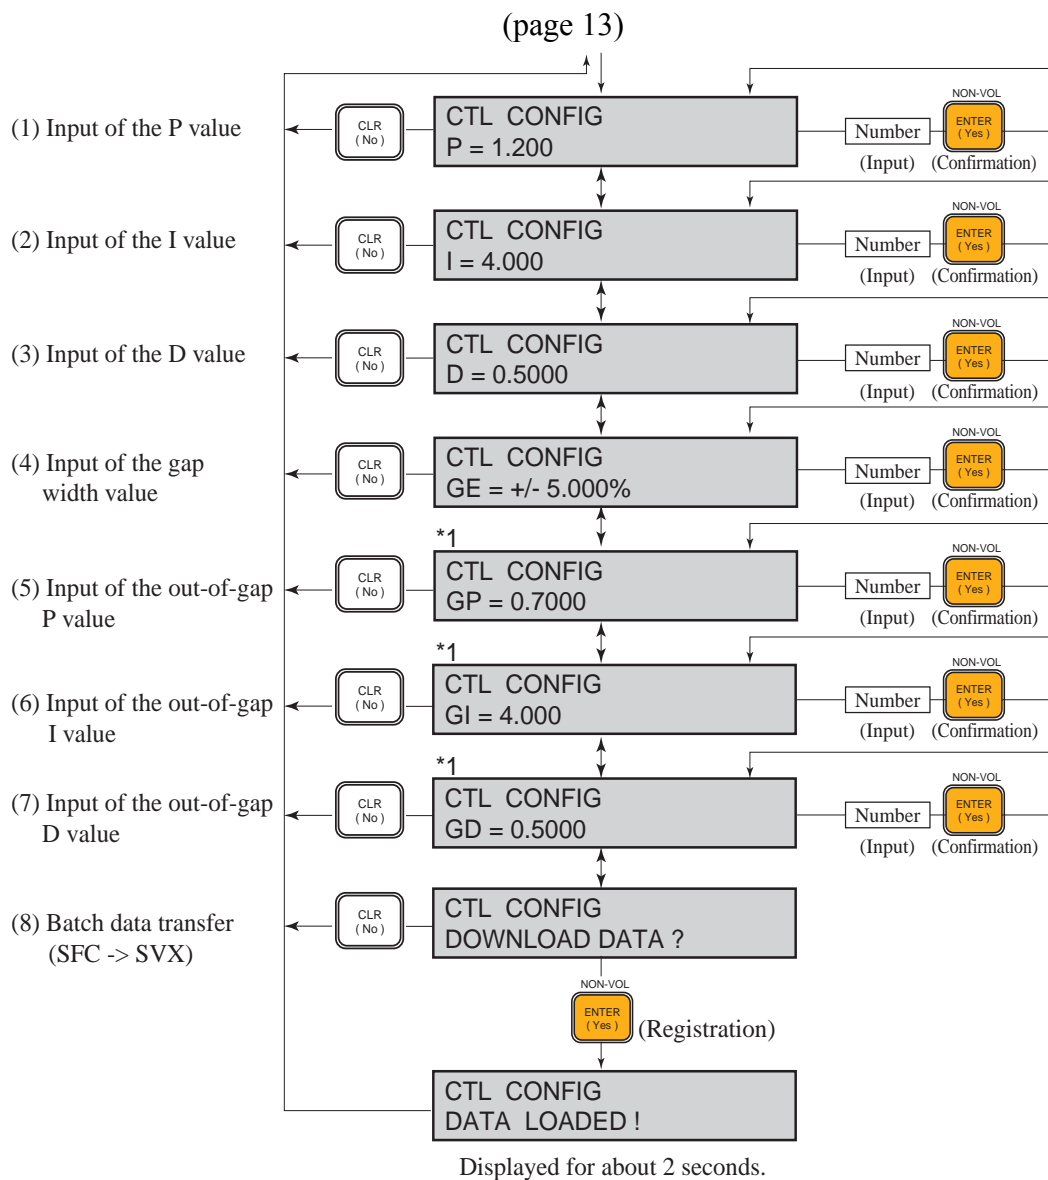 (page 13)
(1) Input of the P value
CLR
( No )
CTL CONFIG
P = 1.200
Number
(Input)
NON-VOL
ENTER
( Yes )
(Confirmation)
(2) Input of the I value
CLR
( No )
CTL CONFIG
I = 4.000
Number
(Input)
NON-VOL
ENTER
( Yes )
(Confirmation)
(3) Input of the D value
CLR
( No )
CTL CONFIG
D = 0.5000
Number
(Input)
NON-VOL
ENTER
( Yes )
(Confirmation)
(4) Input of the gap
width value
CLR
( No )
CTL CONFIG
GE = +/- 5.000%
Number
(Input)
NON-VOL
ENTER
( Yes )
(Confirmation)
(5) Input of the out-of-gap
P value
CLR
( No )
*1
CTL CONFIG
GP = 0.7000
Number
(Input)
NON-VOL
ENTER
( Yes )
(Confirmation)
(6) Input of the out-of-gap
I value
CLR
( No )
*1
CTL CONFIG
GI = 4.000
Number
(Input)
NON-VOL
ENTER
( Yes )
(Confirmation)
(7) Input of the out-of-gap
D value
CLR
( No )
*1
CTL CONFIG
GD = 0.5000
Number
(Input)
NON-VOL
ENTER
( Yes )
(Confirmation)
(8) Batch data transfer
(SFC -> SVX)
CLR
( No )
CTL CONFIG
DOWNLOAD DATA ?
NON-VOL
ENTER
( Yes )
(Registration)
CTL CONFIG
DATA LOADED !
Displayed for about 2 seconds.